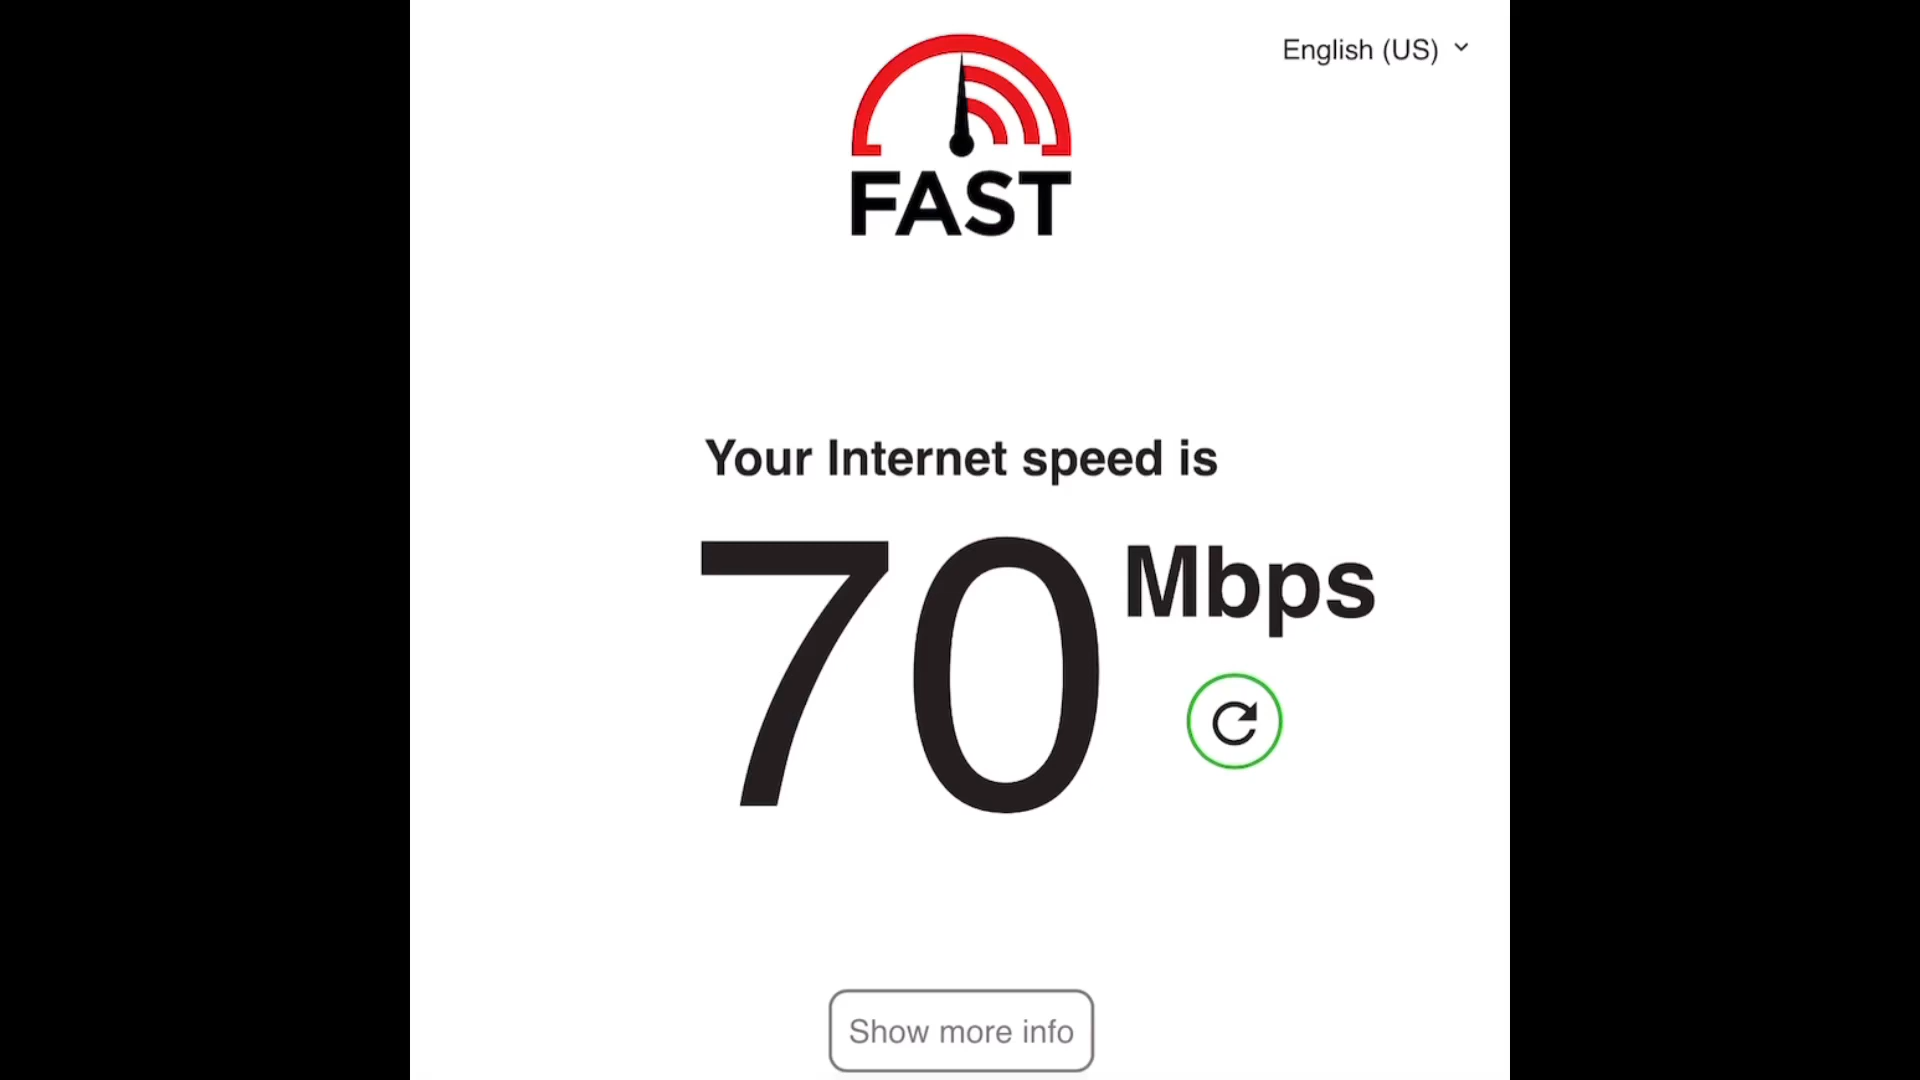 English (US)
FAST
Your Internet speed is
70 Mbps
Show more info